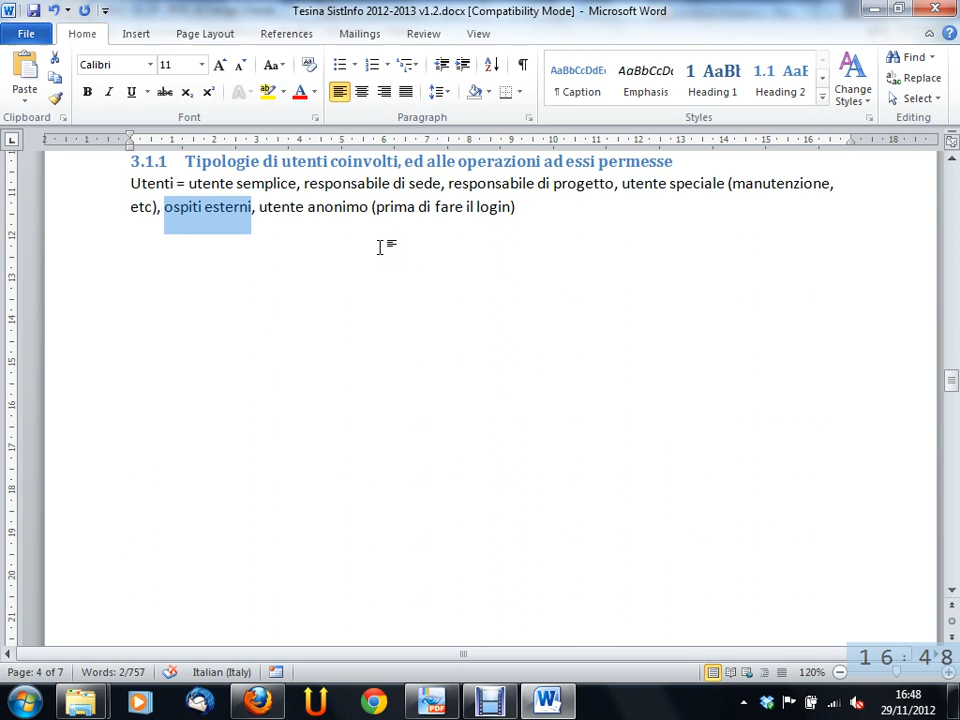 Tesina SistInfo 2012-2013 v1.2.docx [Compatibility Mode] - Microsoft Word
File Home Insert Page Layout References Mailings Review View
Paste
Calibri 11
Font
Paragraph
AaBbCcDdE
AaBbCcDc
1 AaBb
1.1 AaE
¶ Caption Emphasis Heading 1 Heading 2
Change Styles
Styles
Find
Replace
Select
Editing
3.1.1 Tipologie di utenti coinvolti, ed alle operazioni ad essi permesse
Utenti = utente semplice, responsabile di sede, responsabile di progetto, utente speciale (manutenzione,
etc), ospiti esterni, utente anonimo (prima di fare il login)
Page: 4 of 7 Words: 2/757 Italian (Italy) 120%
16:48
16:48
29/11/2012